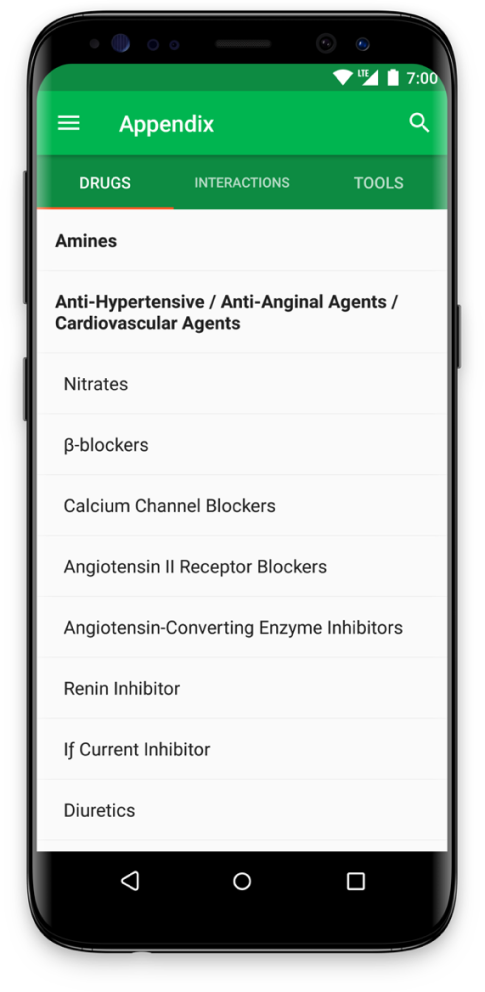 LTE 7:00
Appendix
DRUGS INTERACTIONS TOOLS
Amines
Anti-Hypertensive / Anti-Anginal Agents /
Cardiovascular Agents
Nitrates
β-blockers
Calcium Channel Blockers
Angiotensin II Receptor Blockers
Angiotensin-Converting Enzyme Inhibitors
Renin Inhibitor
Iƒ Current Inhibitor
Diuretics